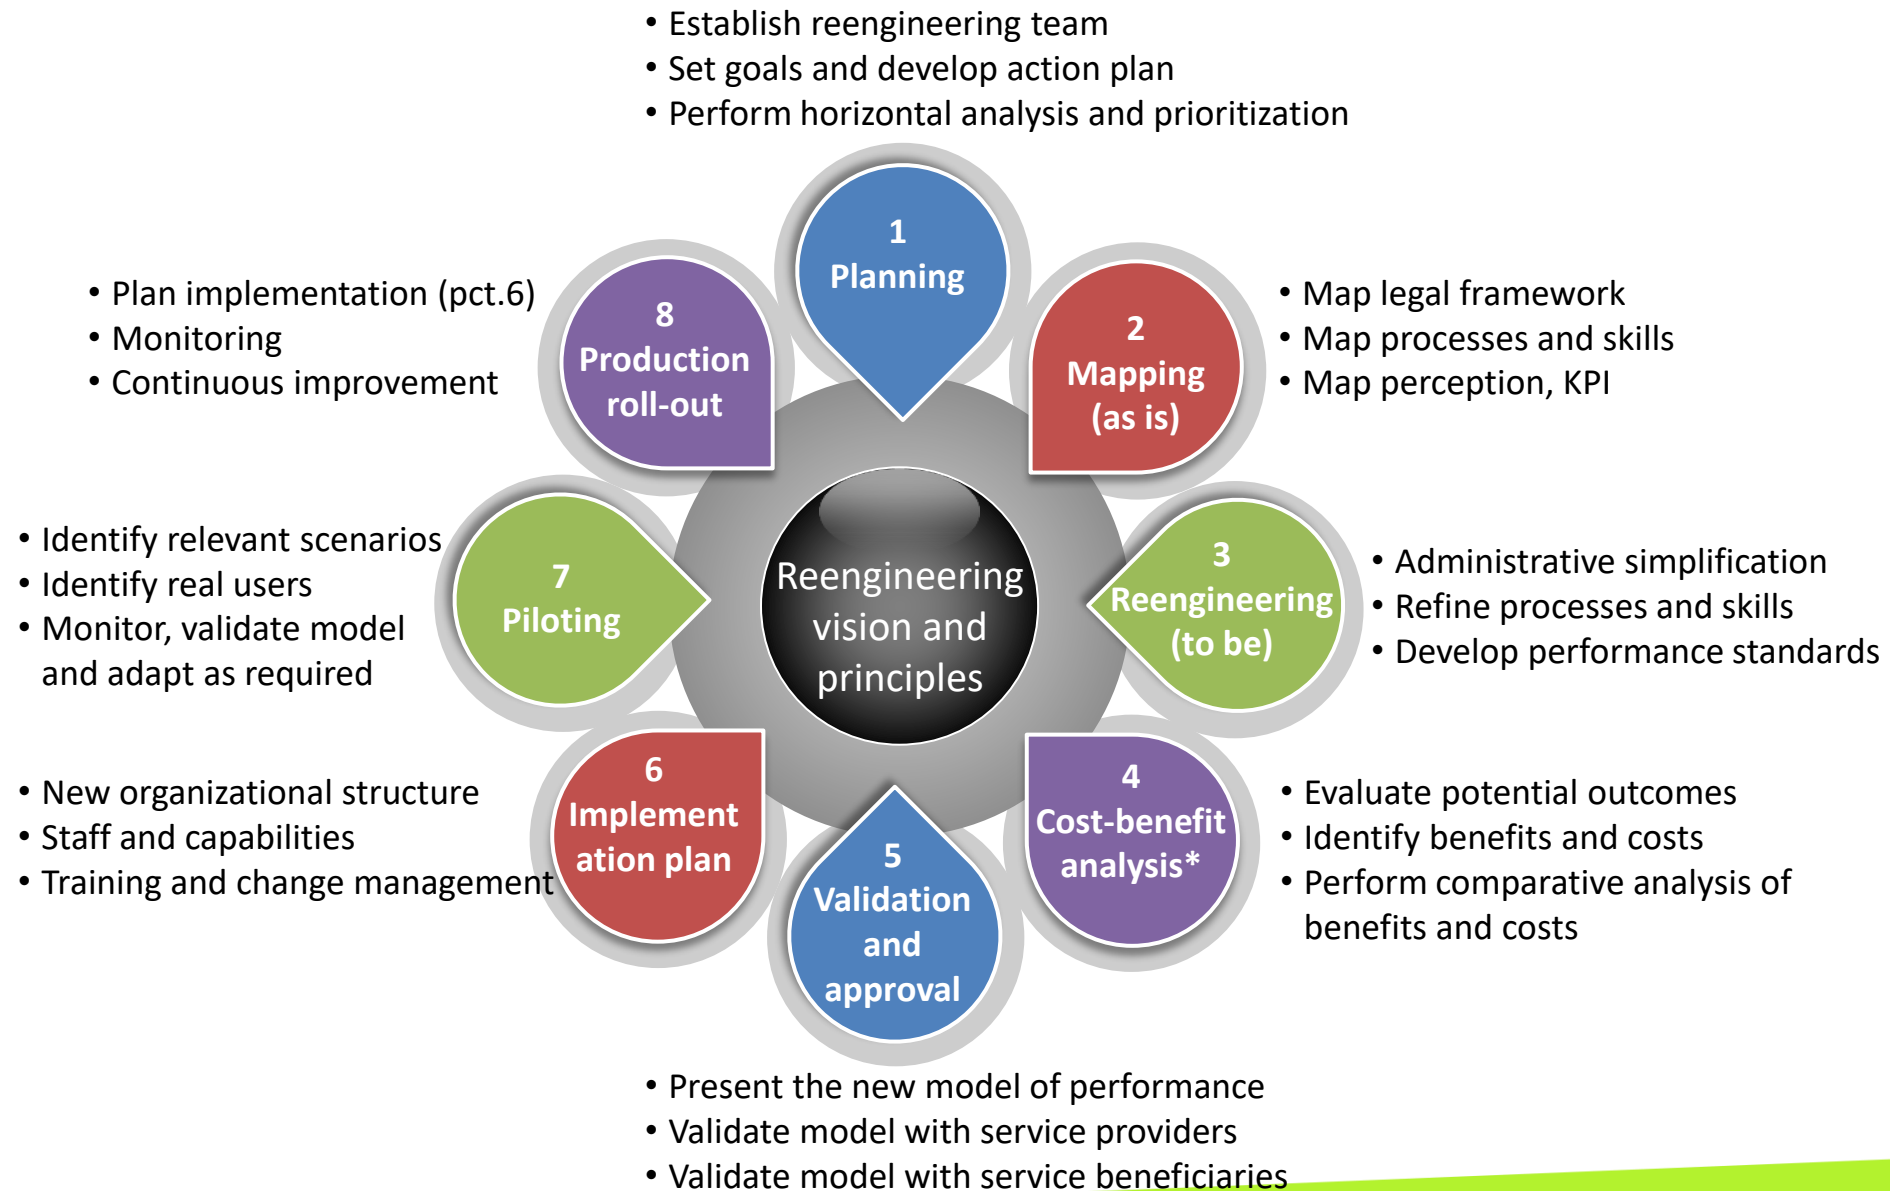 • Establish reengineering team
• Set goals and develop action plan
• Perform horizontal analysis and prioritization
1
Planning
2
Mapping
(as is)
• Map legal framework
• Map processes and skills
• Map perception, KPI
3
Reengineering
(to be)
• Administrative simplification
• Refine processes and skills
• Develop performance standards
4
Cost-benefit
analysis*
• Evaluate potential outcomes
• Identify benefits and costs
• Perform comparative analysis of
benefits and costs
5
Validation
and
approval
• Present the new model of performance
• Validate model with service providers
• Validate model with service beneficiaries
6
Implement
ation plan
• New organizational structure
• Staff and capabilities
• Training and change management
7
Piloting
• Identify relevant scenarios
• Identify real users
• Monitor, validate model
and adapt as required
8
Production
roll-out
• Plan implementation (pct.6)
• Monitoring
• Continuous improvement
Reengineering
vision and
principles